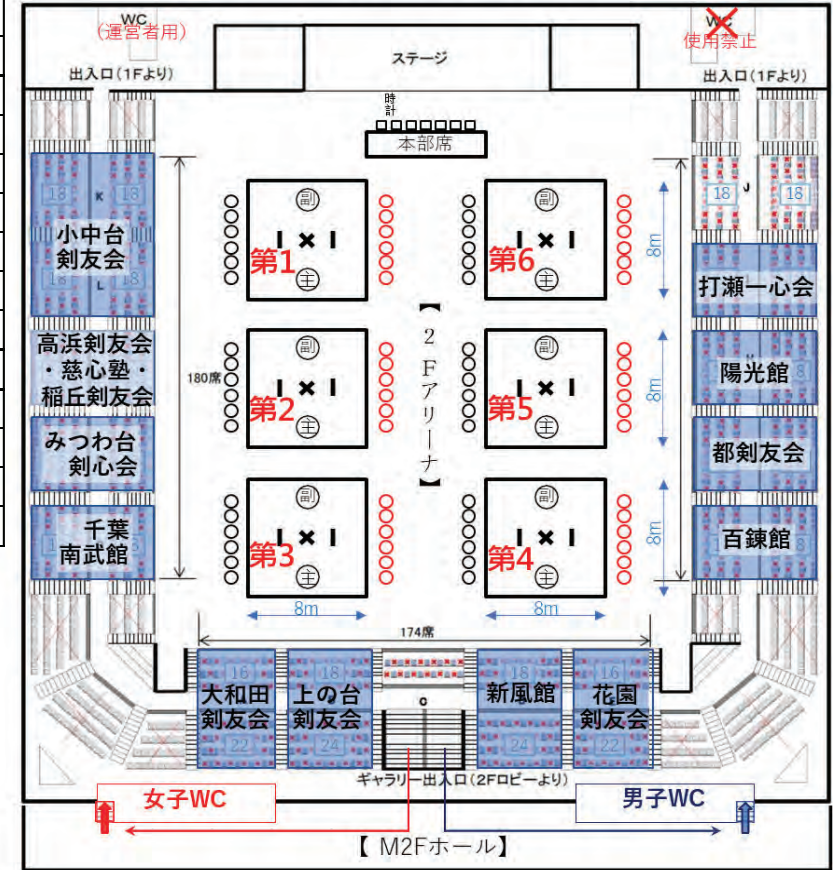 WC
(運営者用)
WC
使用禁止
ステージ
出入口(1Fより)
出入口(1Fより)
時計
本部席
18
K
18
小中台
剣友会
18
L
18
高浜剣友会
・慈心塾・
稲丘剣友会
みつわ台
剣心会
千葉
南武館
180席
副
第1
主
副
第2
主
副
第3
主
8m
【2Fアリーナ】
副
第6
主
副
第5
主
副
第4
主
8m
8m
8m
8m
18
J
18
打瀬一心会
陽光館
都剣友会
百錬館
174席
16
大和田
剣友会
22
18
上の台
剣友会
24
C
18
新風館
24
16
花園
剣友会
22
ギャラリー出入口(2Fロビーより)
女子WC
男子WC
【 M2Fホール】